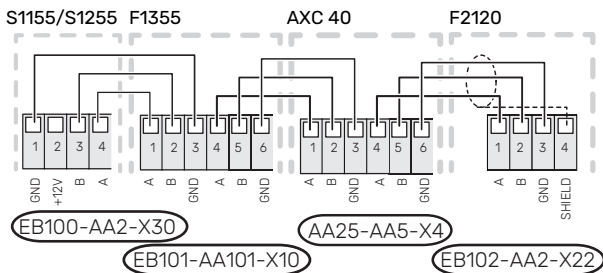 S1155/S1255 F1355 AXC 40 F2120
1 2 3 4 1 2 3 4 5 6 1 2 3 4 5 6 1 2 3 4
GND +12V B A A B GND A B GND A B GND A B GND A B GND SHIELD
EB100-AA2-X30
EB101-AA101-X10
AA25-AA5-X4
EB102-AA2-X22